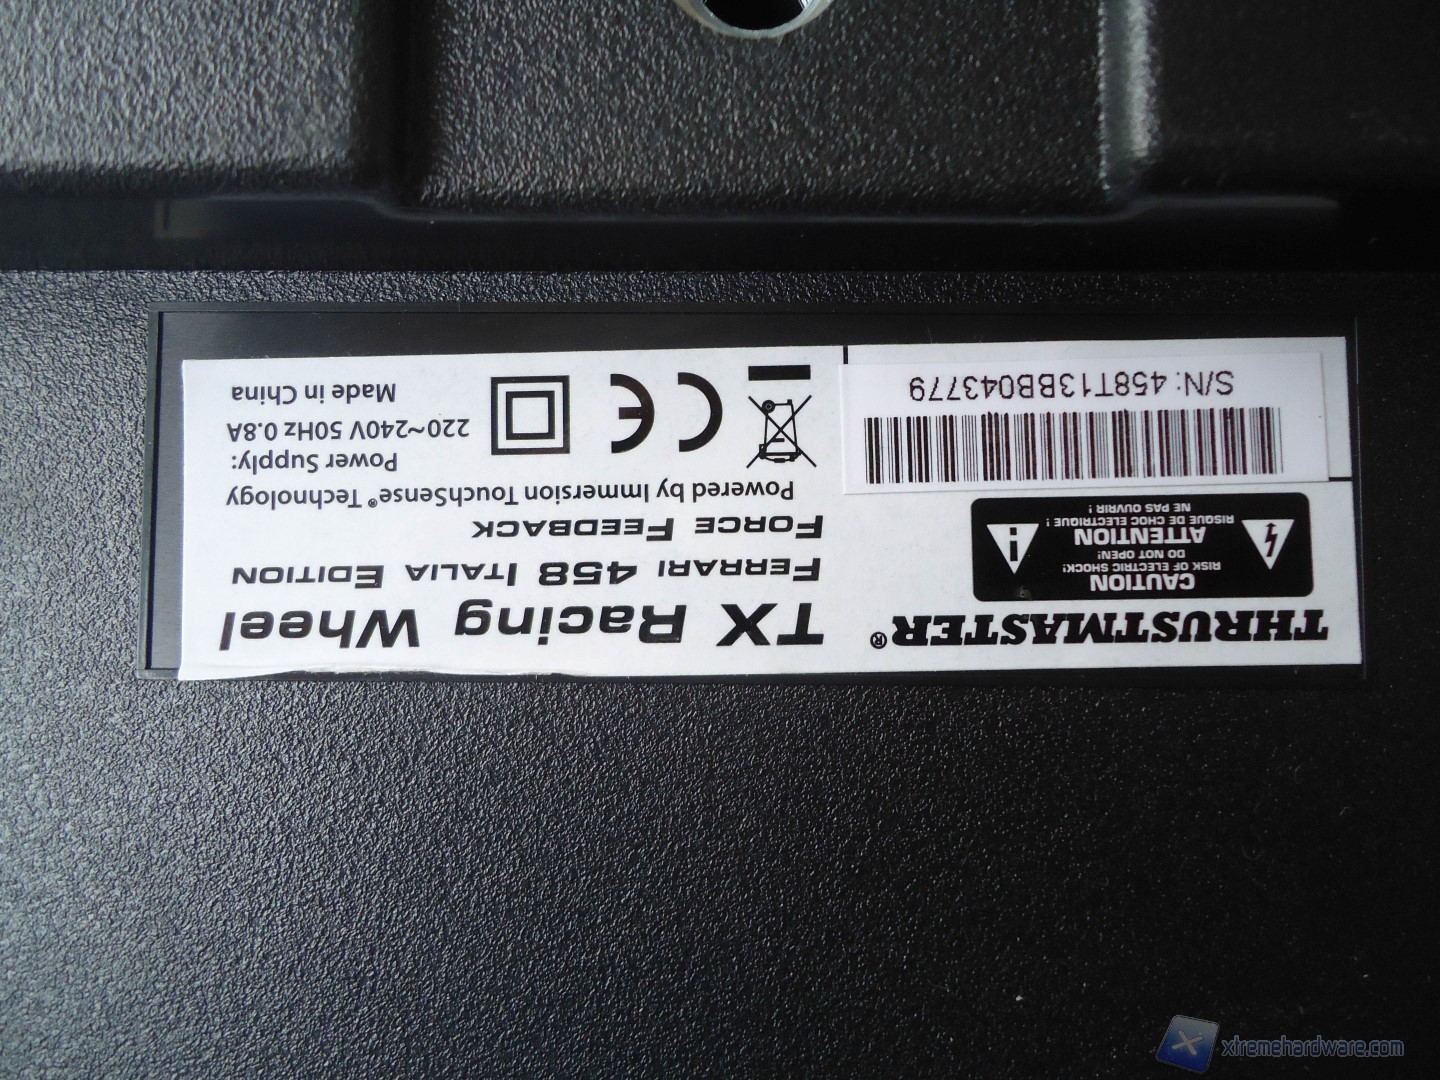 THRUSTMASTER®
CAUTION
RISK OF ELECTRIC SHOCK!
DO NOT OPEN!
ATTENTION
RISQUE DE CHOC ELECTRIQUE !
NE PAS OUVRIR !
S/N: 458T13BB043779
TX Racing Wheel
FERRARI 458 ITALIA EDITION
FORCE FEEDBACK
Powered by Immersion TouchSense® Technology
Power Supply:
220~240V 50Hz 0.8A
Made in China
CE
xtremehardware.com